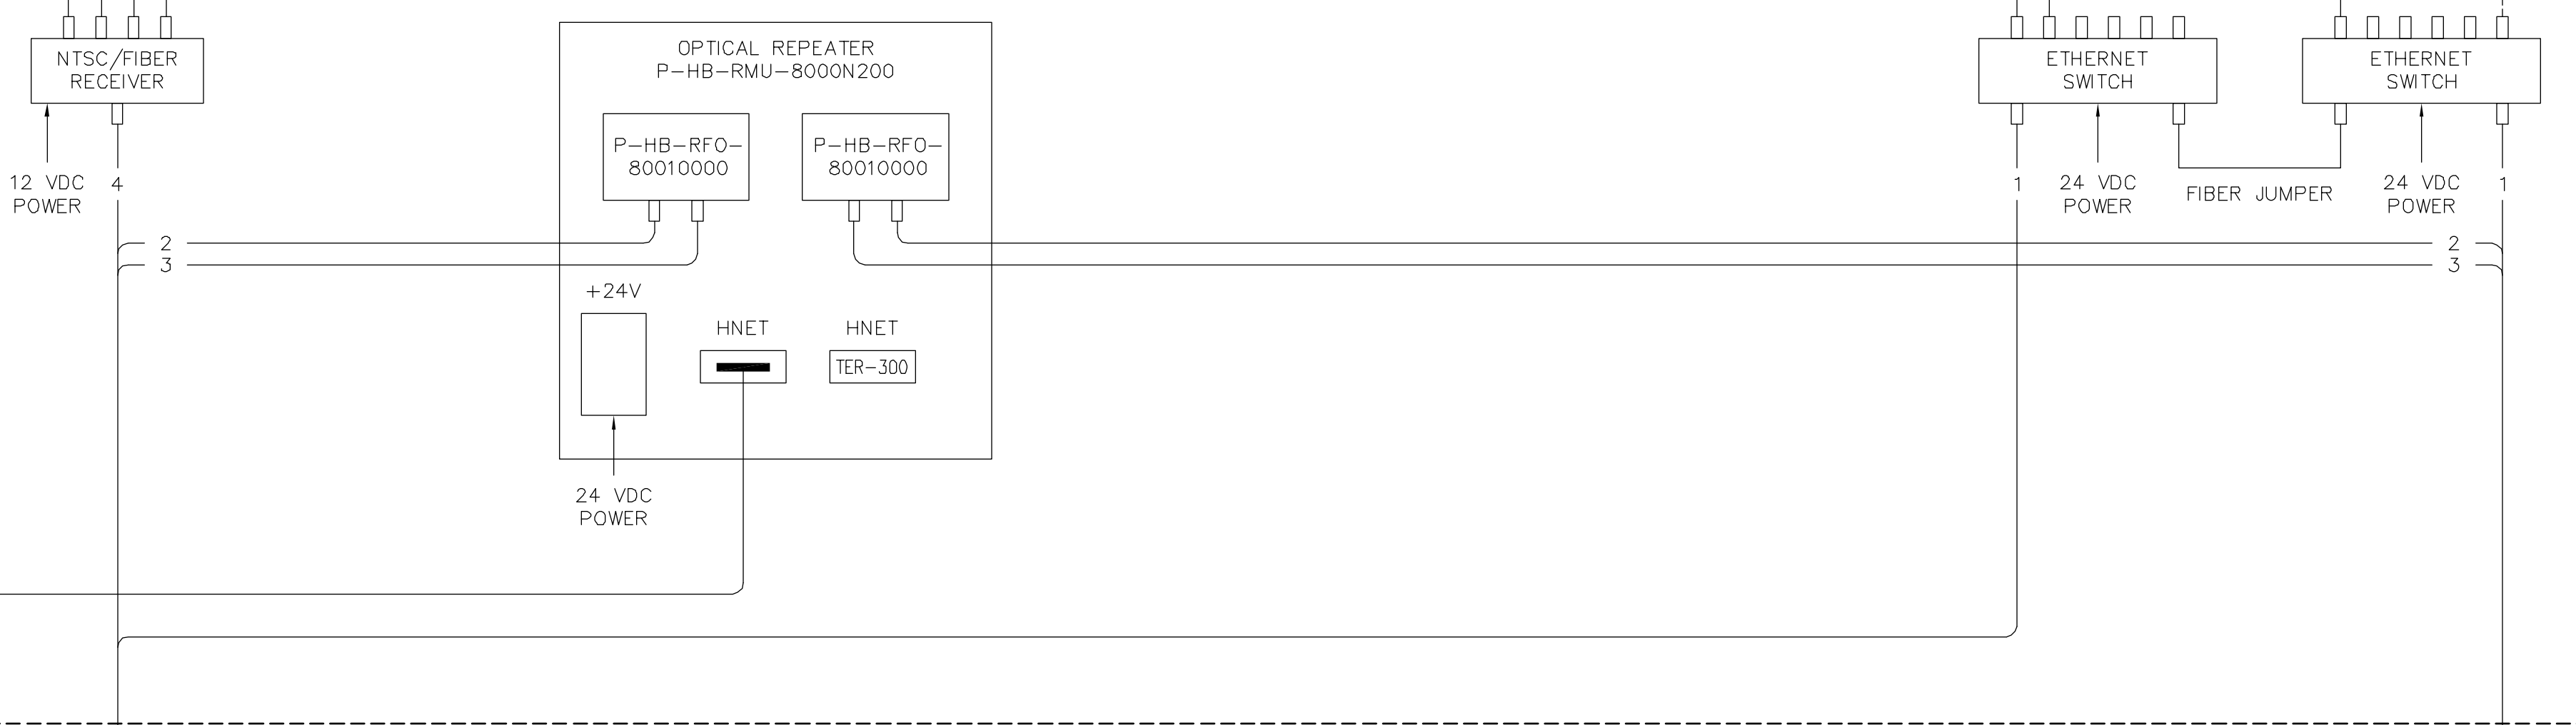 NTSC/FIBER
RECEIVER
12 VDC
POWER
4
2
3
OPTICAL REPEATER
P-HB-RMU-8000N200
P-HB-RFO-
80010000
P-HB-RFO-
80010000
+24V
HNET
HNET
TER-300
24 VDC
POWER
ETHERNET
SWITCH
ETHERNET
SWITCH
1
24 VDC
POWER
FIBER JUMPER
24 VDC
POWER
1
2
3